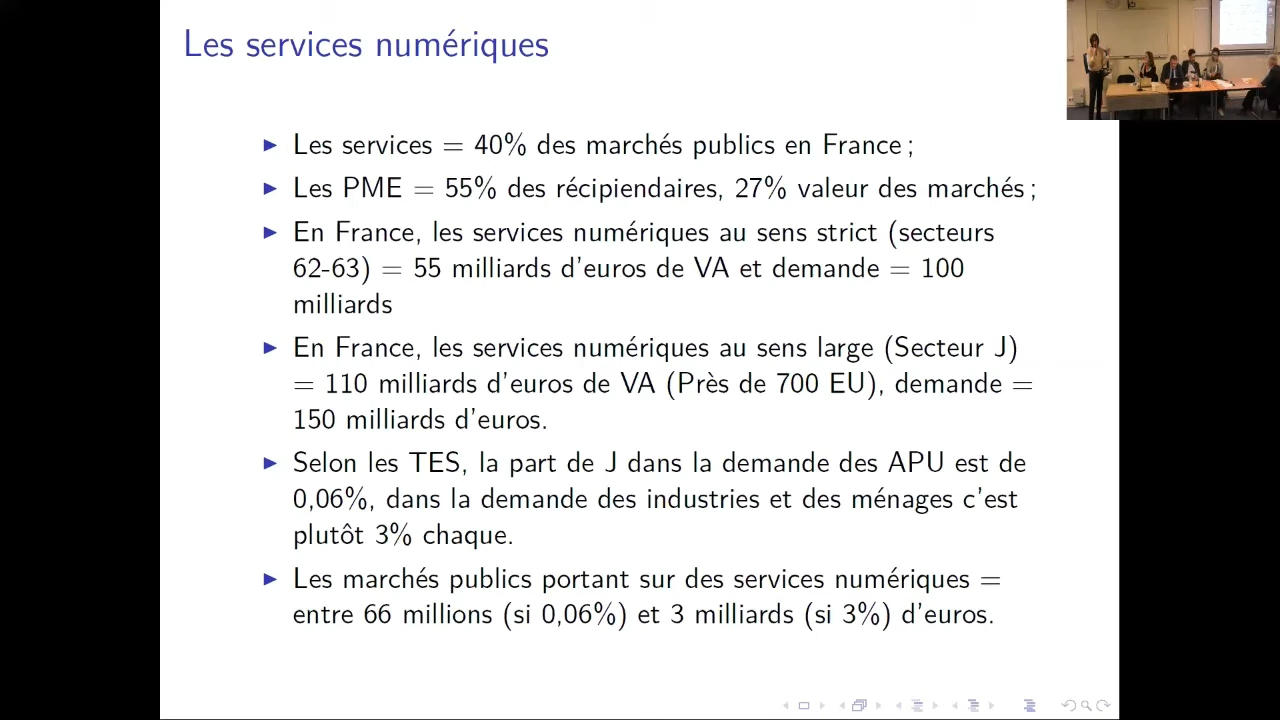 Les services numériques
Les services = 40% des marchés publics en France ;
Les PME = 55% des récipiendaires, 27% valeur des marchés ;
En France, les services numériques au sens strict (secteurs
62-63) = 55 milliards d'euros de VA et demande = 100
milliards
En France, les services numériques au sens large (Secteur J)
= 110 milliards d'euros de VA (Près de 700 EU), demande =
150 milliards d'euros.
Selon les TES, la part de J dans la demande des APU est de
0,06%, dans la demande des industries et des ménages c'est
plutôt 3% chaque.
Les marchés publics portant sur des services numériques =
entre 66 millions (si 0,06%) et 3 milliards (si 3%) d'euros.